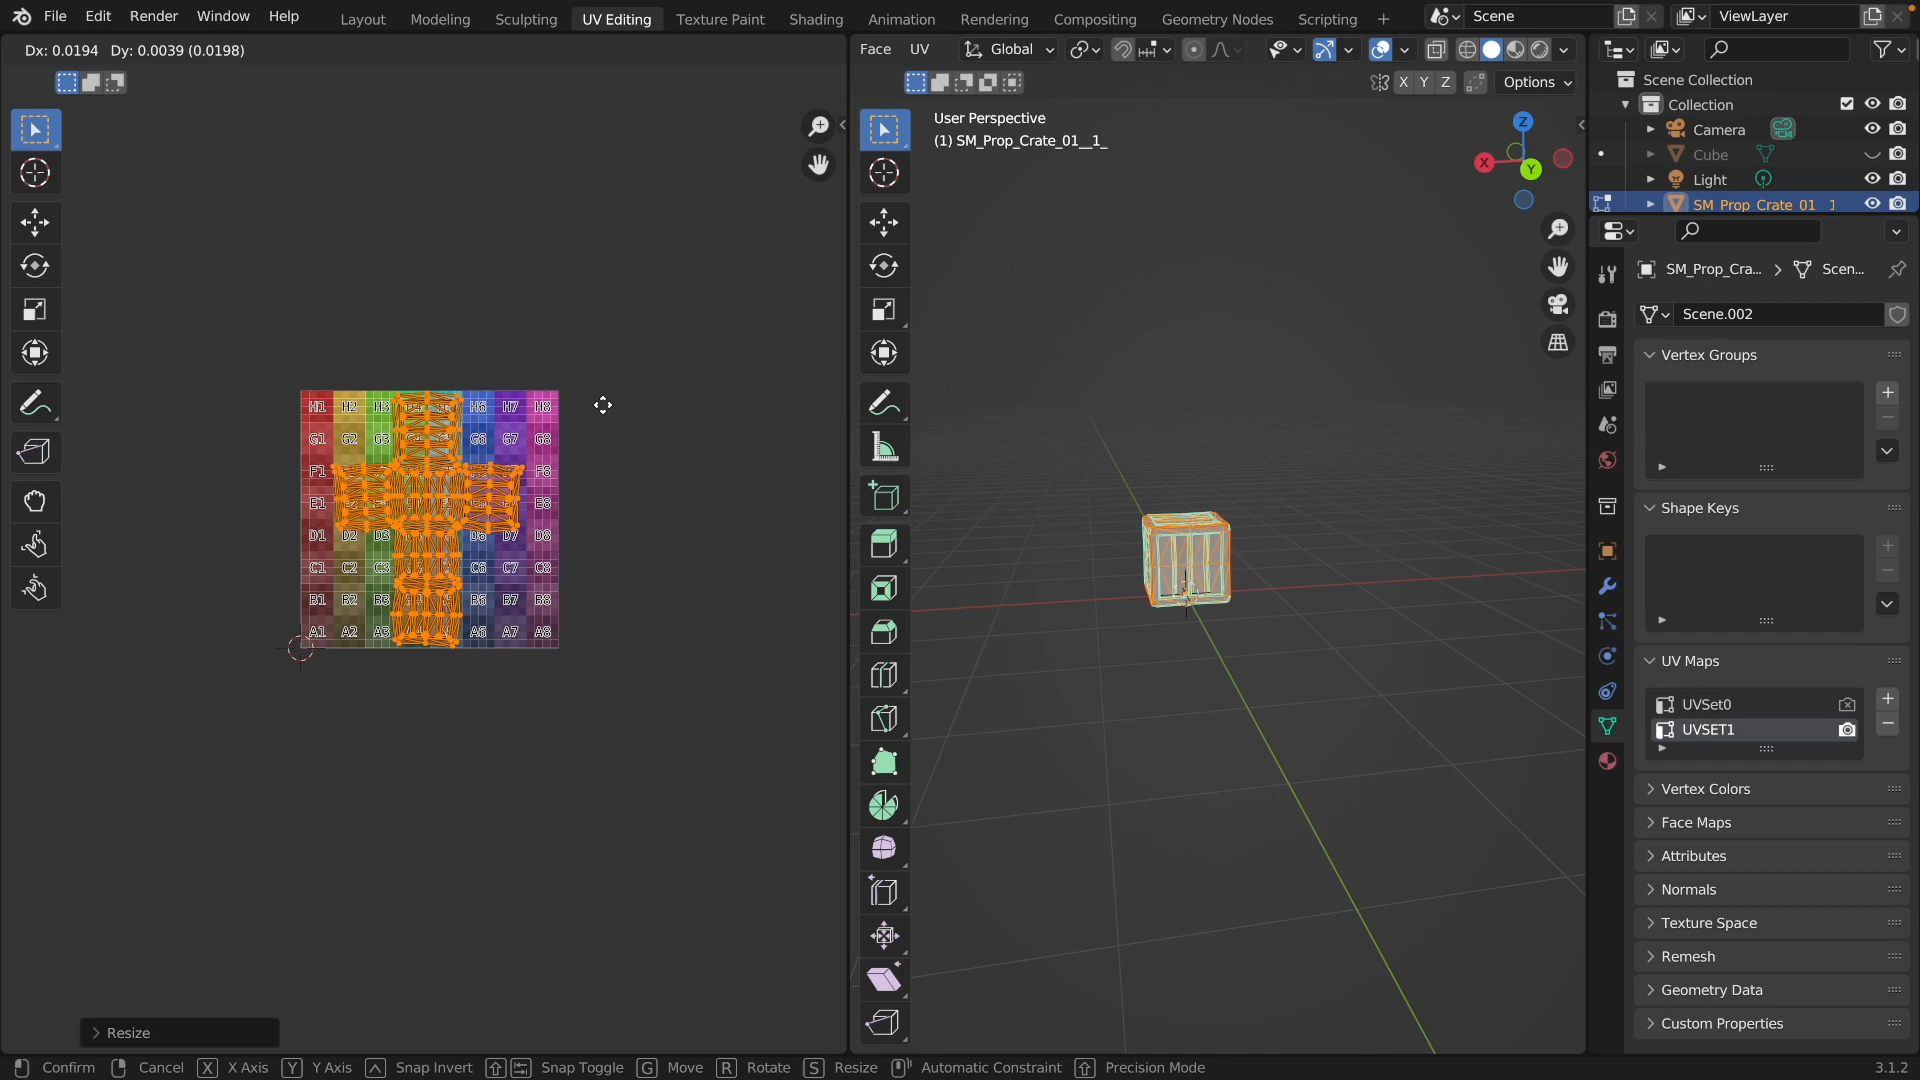 File Edit Render Window Help Layout Modeling Sculpting UV Editing Texture Paint Shading Animation Rendering Compositing Geometry Nodes Scripting Scene ViewLayer
Dx: 0.0194 Dy: 0.0039 (0.0198)
Face UV Global
X Y Z Options
User Perspective
(1) SM_Prop_Crate_01__1_
Z
X
Y
H1 H2 H3 H6 H7 H8
G1 G2 G3 G6 G7 G8
F1 F8
E1 E8
D1 D2 D3 D6 D7 D8
C1 C2 C3 C6 C7 C8
B1 B2 B3 B6 B7 B8
A1 A2 A3 A6 A7 A8
Resize
Scene Collection
Collection
Camera
Cube
Light
SM_Prop_Crate_01__1
SM_Prop_Cra... Scen...
Scene.002
Vertex Groups
Shape Keys
UV Maps
UVSet0
UVSET1
Vertex Colors
Face Maps
Attributes
Normals
Texture Space
Remesh
Geometry Data
Custom Properties
Confirm Cancel X X Axis Y Y Axis Snap Invert Snap Toggle G Move R Rotate S Resize Automatic Constraint Precision Mode 3.1.2